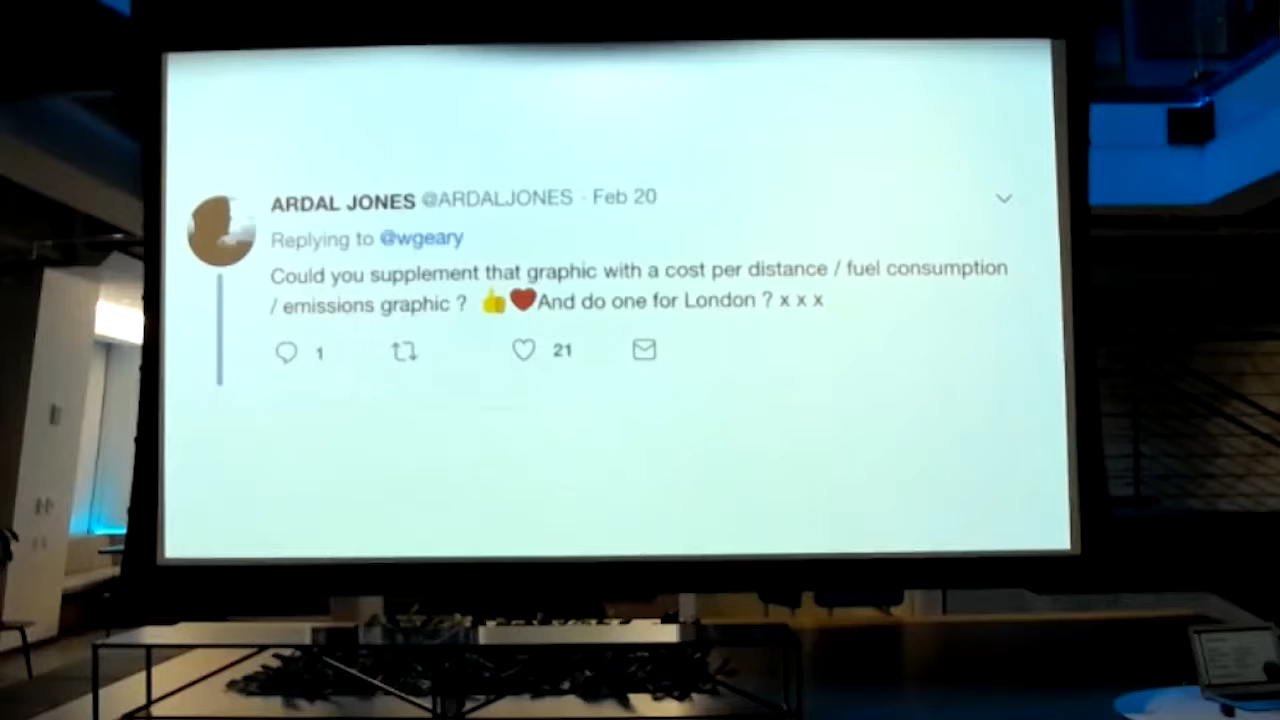 ARDAL JONES @ARDALJONES · Feb 20
Replying to @wgeary
Could you supplement that graphic with a cost per distance / fuel consumption
/ emissions graphic ? 👍❤️And do one for London ? x x x
1 21